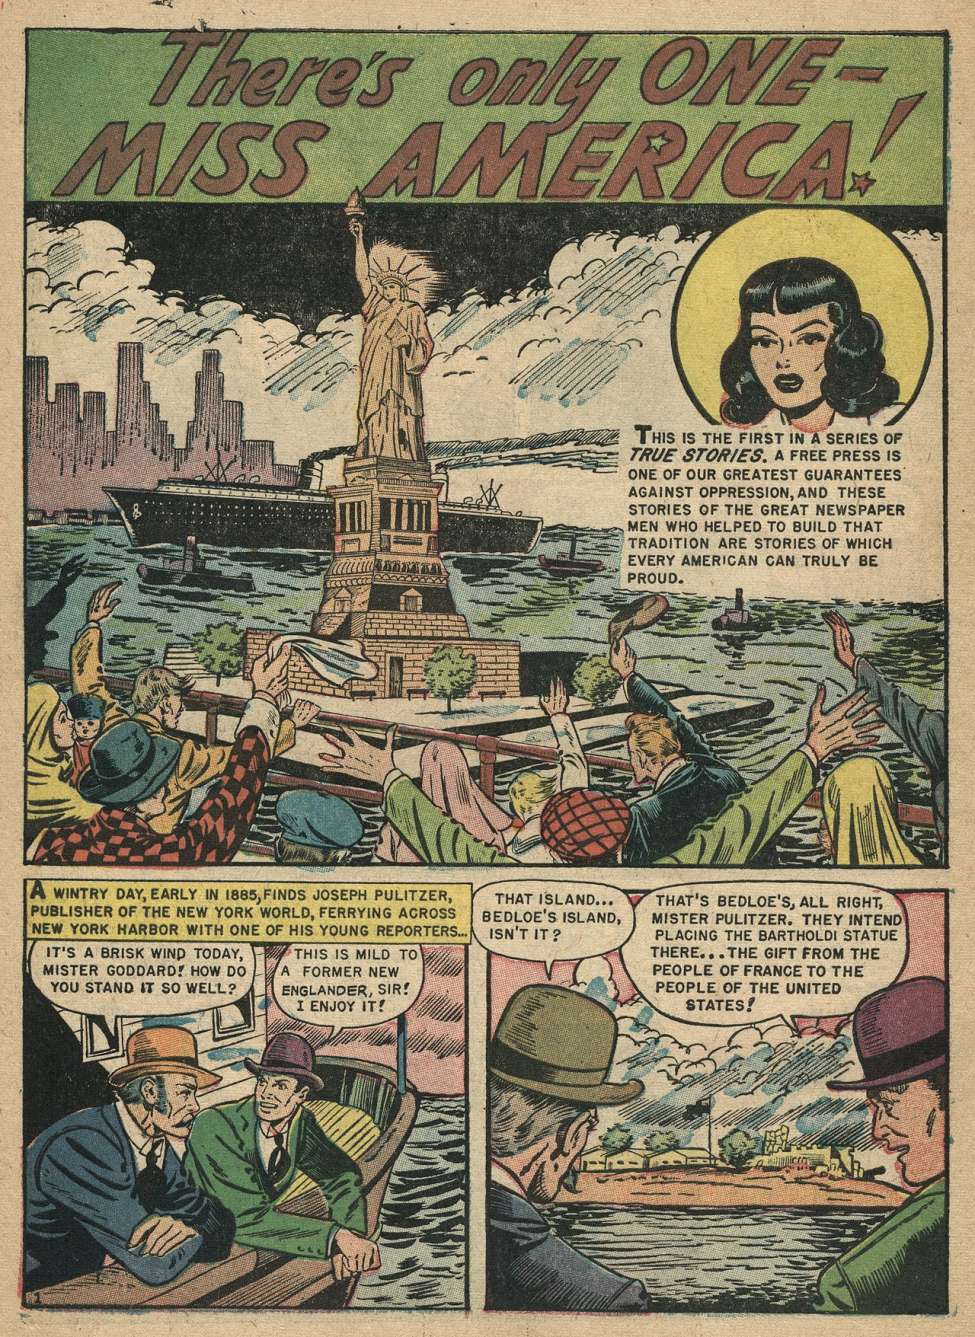 There's only ONE—
MISS AMERICA!
THIS IS THE FIRST IN A SERIES OF
TRUE STORIES. A FREE PRESS IS
ONE OF OUR GREATEST GUARANTEES
AGAINST OPPRESSION, AND THESE
STORIES OF THE GREAT NEWSPAPER
MEN WHO HELPED TO BUILD THAT
TRADITION ARE STORIES OF WHICH
EVERY AMERICAN CAN TRULY BE
PROUD.
A WINTRY DAY, EARLY IN 1885, FINDS JOSEPH PULITZER,
PUBLISHER OF THE NEW YORK WORLD, FERRYING ACROSS
NEW YORK HARBOR WITH ONE OF HIS YOUNG REPORTERS...
IT'S A BRISK WIND TODAY,
MISTER GODDARD! HOW DO
YOU STAND IT SO WELL?
THIS IS MILD TO
A FORMER NEW
ENGLANDER, SIR!
I ENJOY IT!
THAT ISLAND...
BEDLOE'S ISLAND,
ISN'T IT?
THAT'S BEDLOE'S, ALL RIGHT,
MISTER PULITZER. THEY INTEND
PLACING THE BARTHOLDI STATUE
THERE...THE GIFT FROM THE
PEOPLE OF FRANCE TO THE
PEOPLE OF THE UNITED
STATES!
1